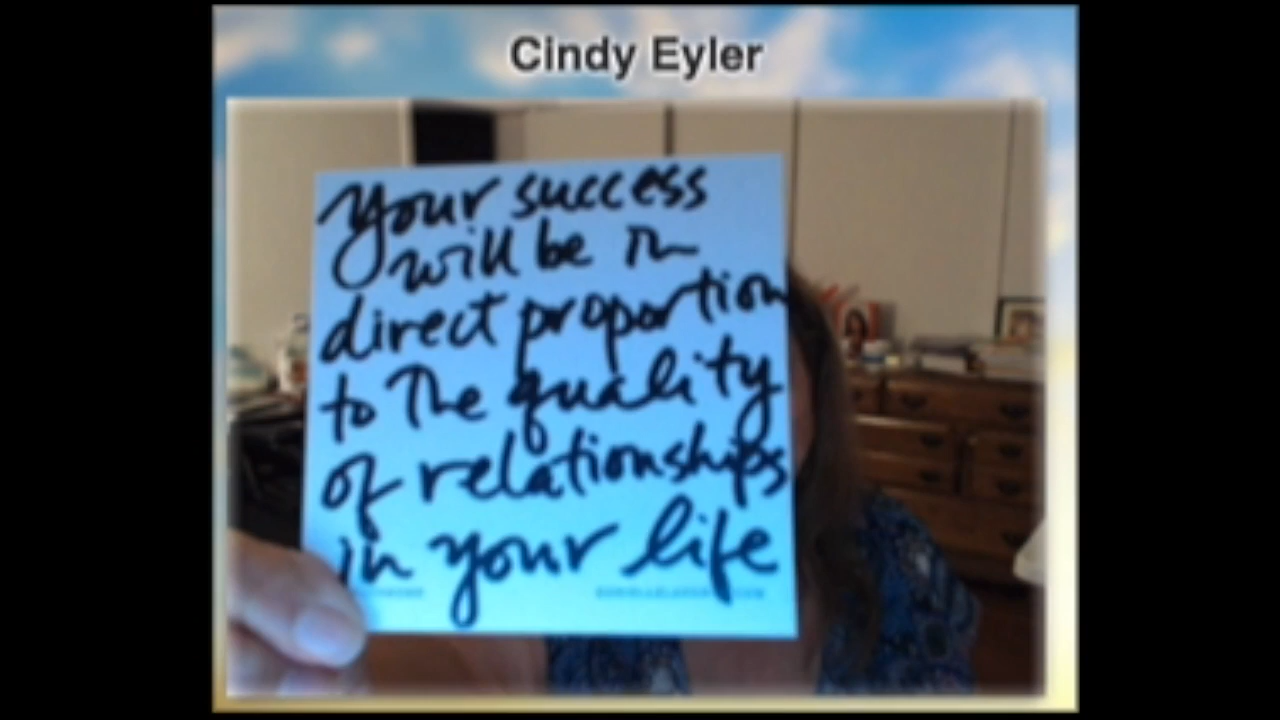 Cindy Eyler
your success
will be in
direct proportion
to the quality
of relationships
in your life